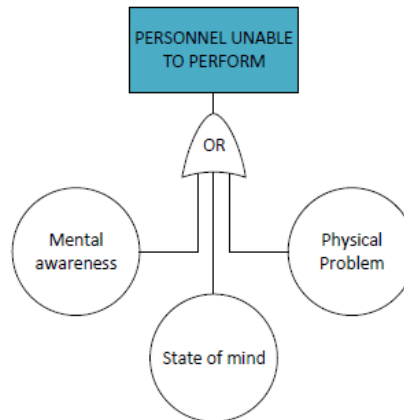 PERSONNEL UNABLE
TO PERFORM
OR
Mental
awareness
Physical
Problem
State of mind